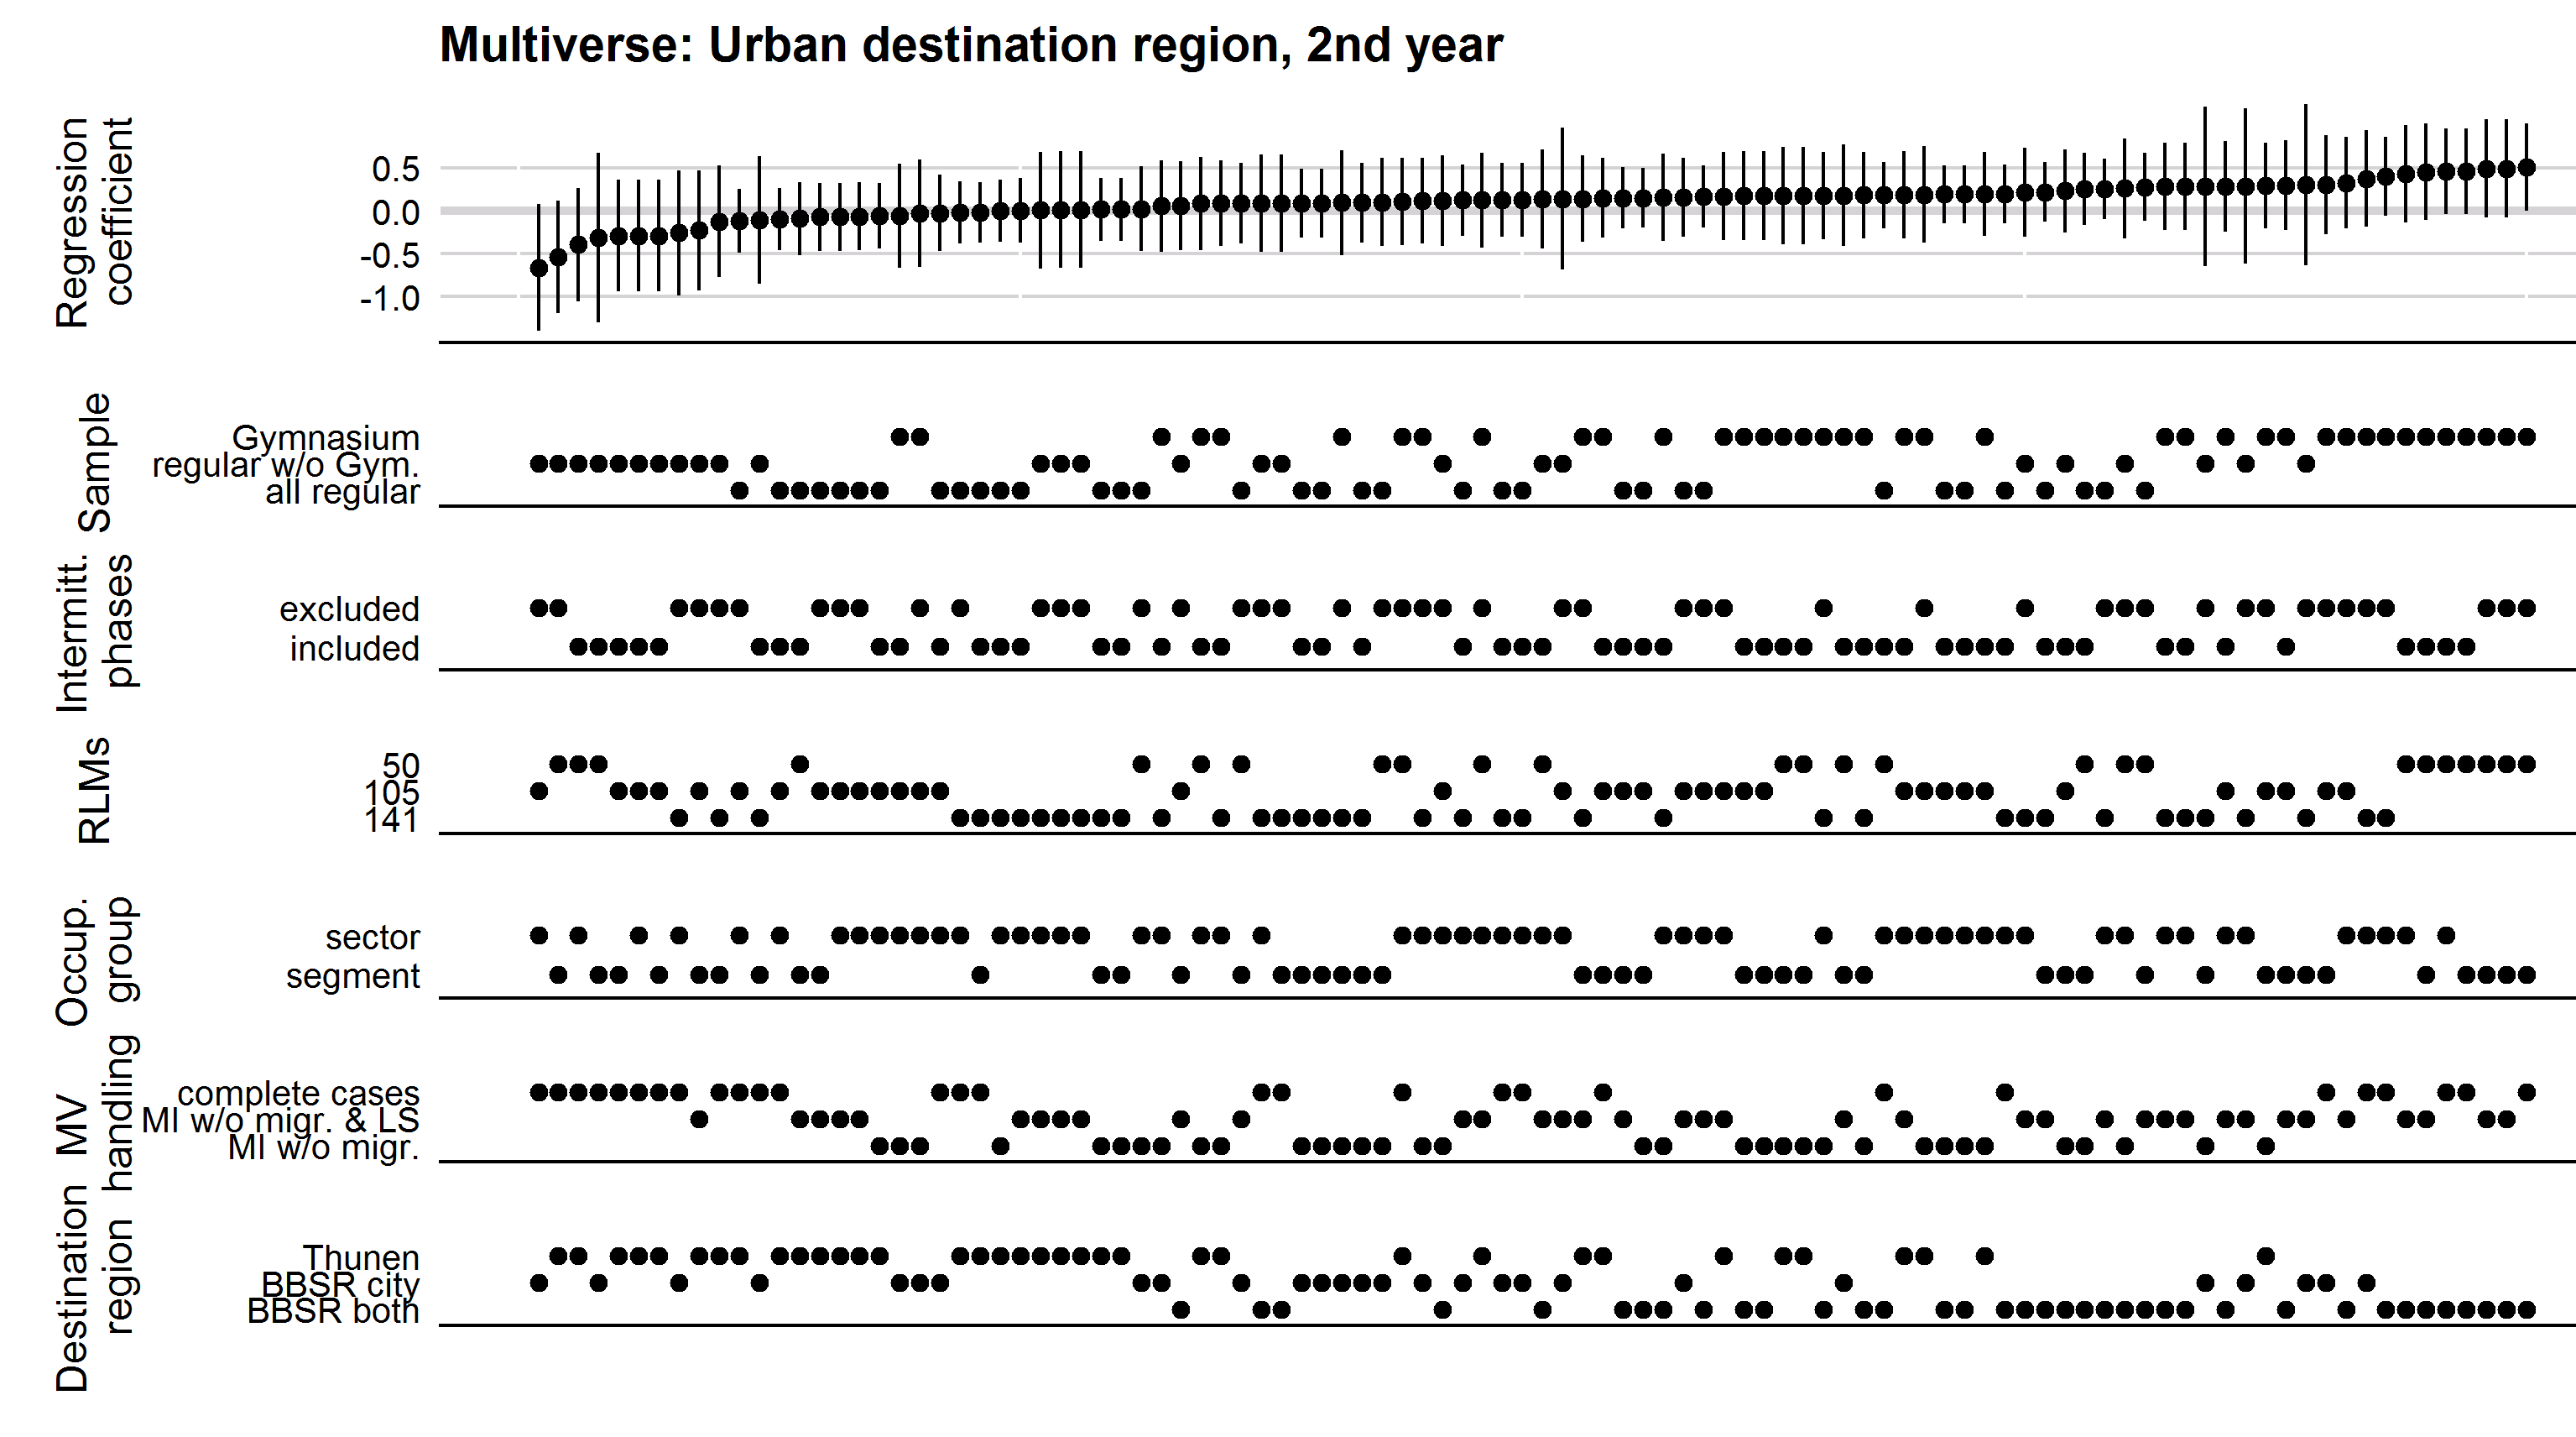 Multiverse: Urban destination region, 2nd year
Regression
coefficient
0.5
0.0
-0.5
-1.0
Sample
Gymnasium
regular w/o Gym.
all regular
Intermitt.
phases
excluded
included
RLMs
50
105
141
Occup.
group
sector
segment
MV
handling
complete cases
MI w/o migr. & LS
MI w/o migr.
Destination
region
Thunen
BBSR city
BBSR both